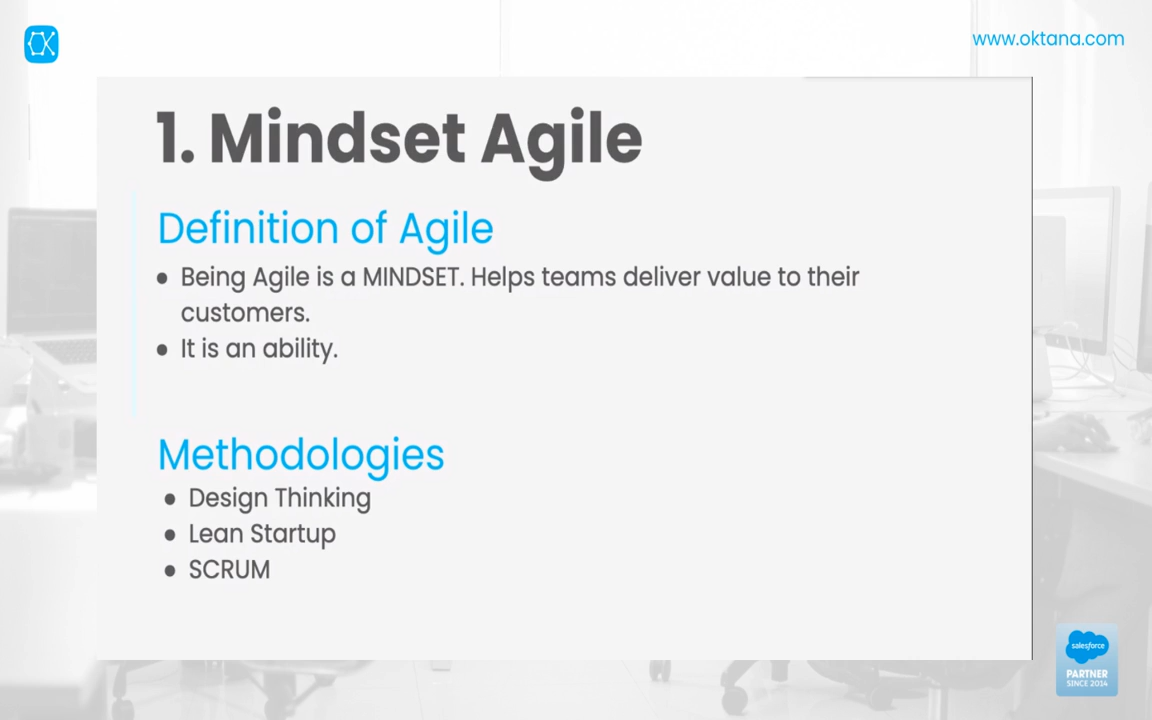 www.oktana.com
1. Mindset Agile
Definition of Agile
● Being Agile is a MINDSET. Helps teams deliver value to their
customers.
● It is an ability.
Methodologies
● Design Thinking
● Lean Startup
● SCRUM
salesforce
PARTNER
SINCE 2014